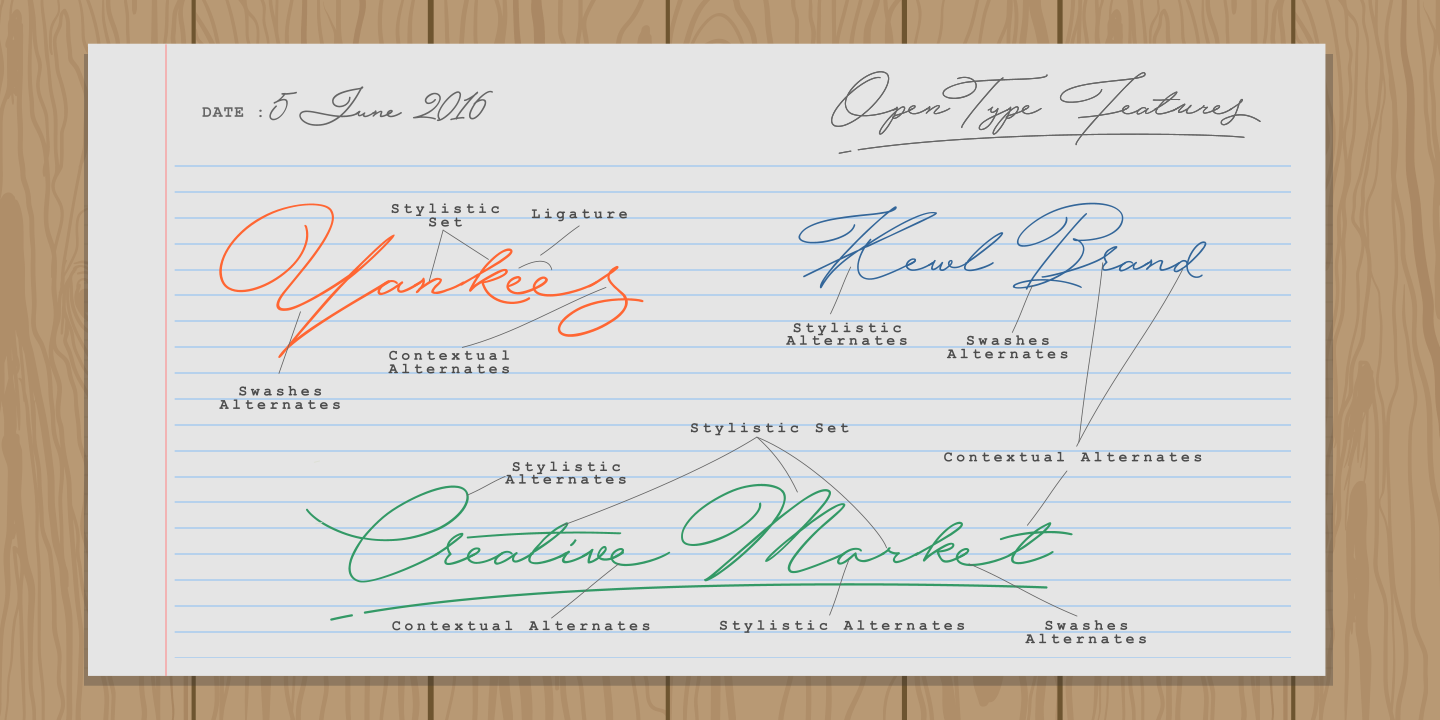 DATE : 5 June 2016
OpenType Features
Stylistic
Set
Ligature
Yankees
Contextual
Alternates
Swashes
Alternates
Kewl Brand
Stylistic
Alternates
Swashes
Alternates
Contextual Alternates
Stylistic Set
Stylistic
Alternates
Creative Market
Contextual Alternates
Stylistic Alternates
Swashes
Alternates